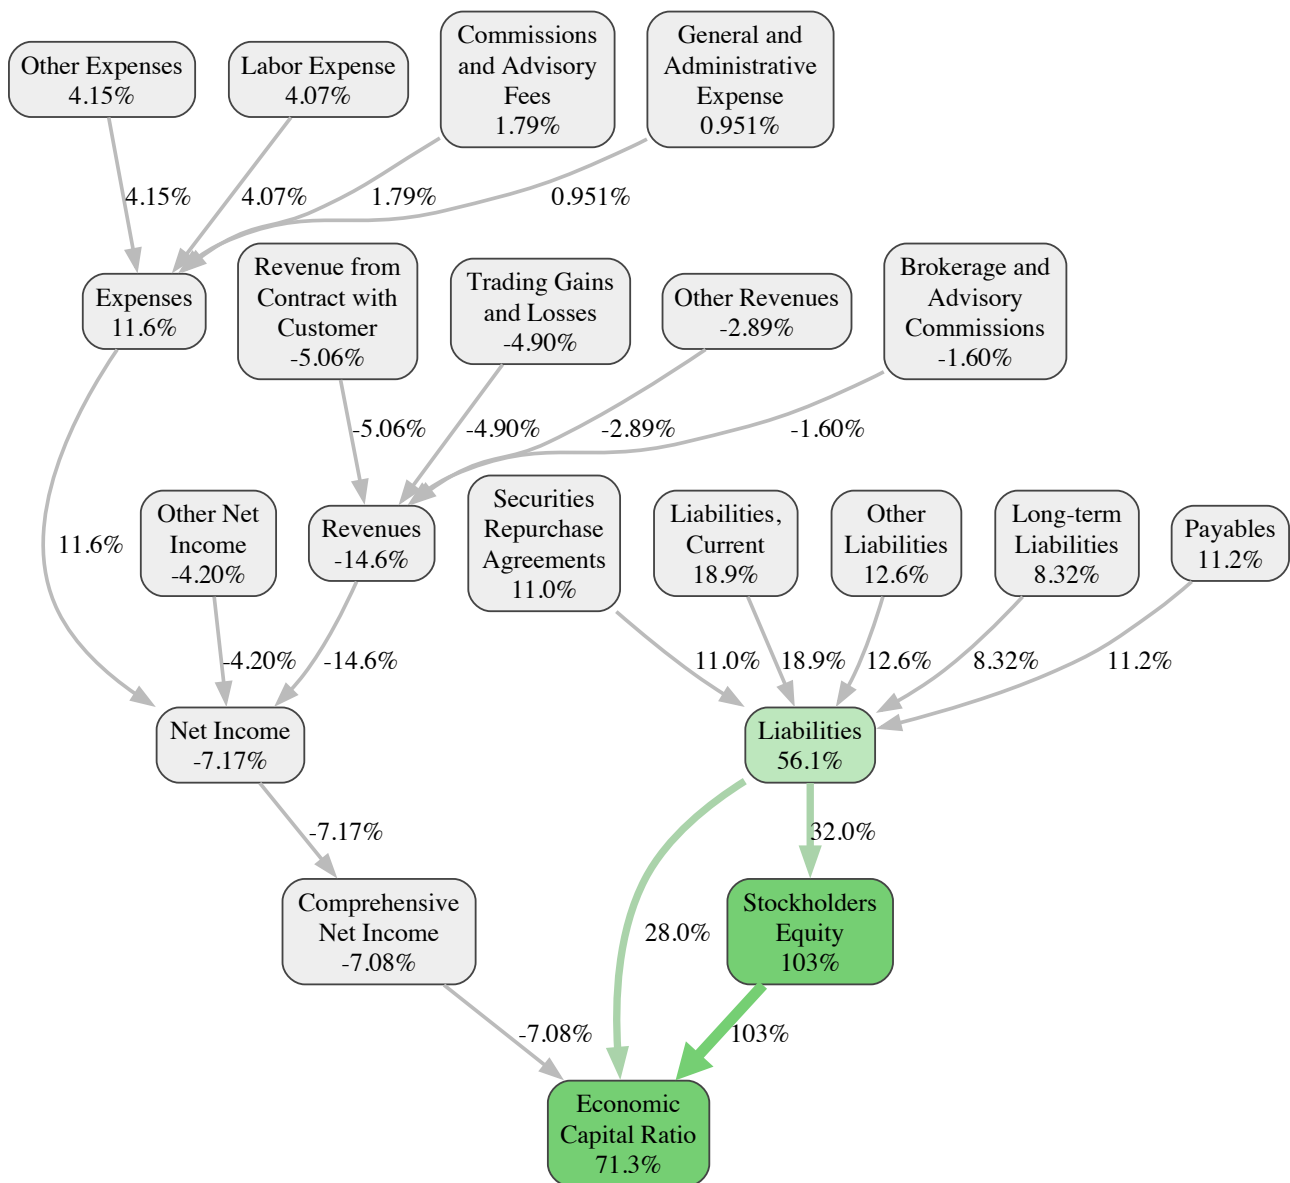 Other Expenses
4.15%
Labor Expense
4.07%
Commissions
and Advisory
Fees
1.79%
General and
Administrative
Expense
0.951%
4.15%
4.07%
1.79%
0.951%
Expenses
11.6%
Revenue from
Contract with
Customer
-5.06%
Trading Gains
and Losses
-4.90%
Other Revenues
-2.89%
Brokerage and
Advisory
Commissions
-1.60%
-5.06%
-4.90%
-2.89%
-1.60%
11.6%
Other Net
Income
-4.20%
Revenues
-14.6%
Securities
Repurchase
Agreements
11.0%
Liabilities,
Current
18.9%
Other
Liabilities
12.6%
Long-term
Liabilities
8.32%
Payables
11.2%
-4.20%
-14.6%
11.0%
18.9%
12.6%
8.32%
11.2%
Net Income
-7.17%
Liabilities
56.1%
-7.17%
32.0%
Comprehensive
Net Income
-7.08%
28.0%
Stockholders
Equity
103%
-7.08%
103%
Economic
Capital Ratio
71.3%